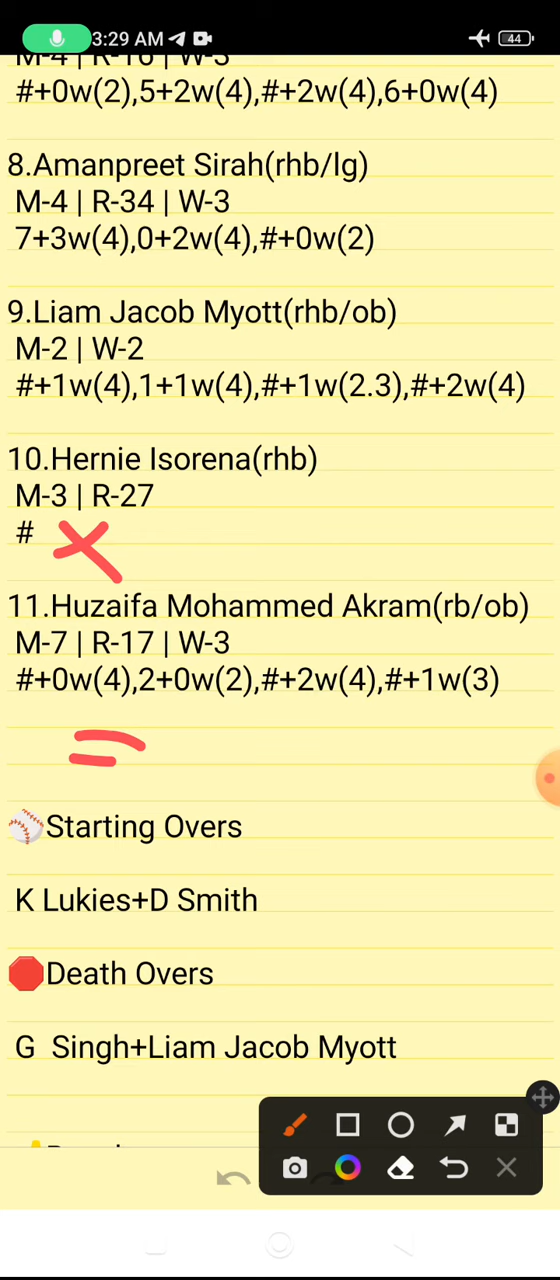 3:29 AM
44
M-4 | R-16 | W-3
#+0w(2),5+2w(4),#+2w(4),6+0w(4)
8.Amanpreet Sirah(rhb/lg)
M-4 | R-34 | W-3
7+3w(4),0+2w(4),#+0w(2)
9.Liam Jacob Myott(rhb/ob)
M-2 | W-2
#+1w(4),1+1w(4),#+1w(2.3),#+2w(4)
10.Hernie Isorena(rhb)
M-3 | R-27
#
11.Huzaifa Mohammed Akram(rb/ob)
M-7 | R-17 | W-3
#+0w(4),2+0w(2),#+2w(4),#+1w(3)
Starting Overs
K Lukies+D Smith
Death Overs
G Singh+Liam Jacob Myott